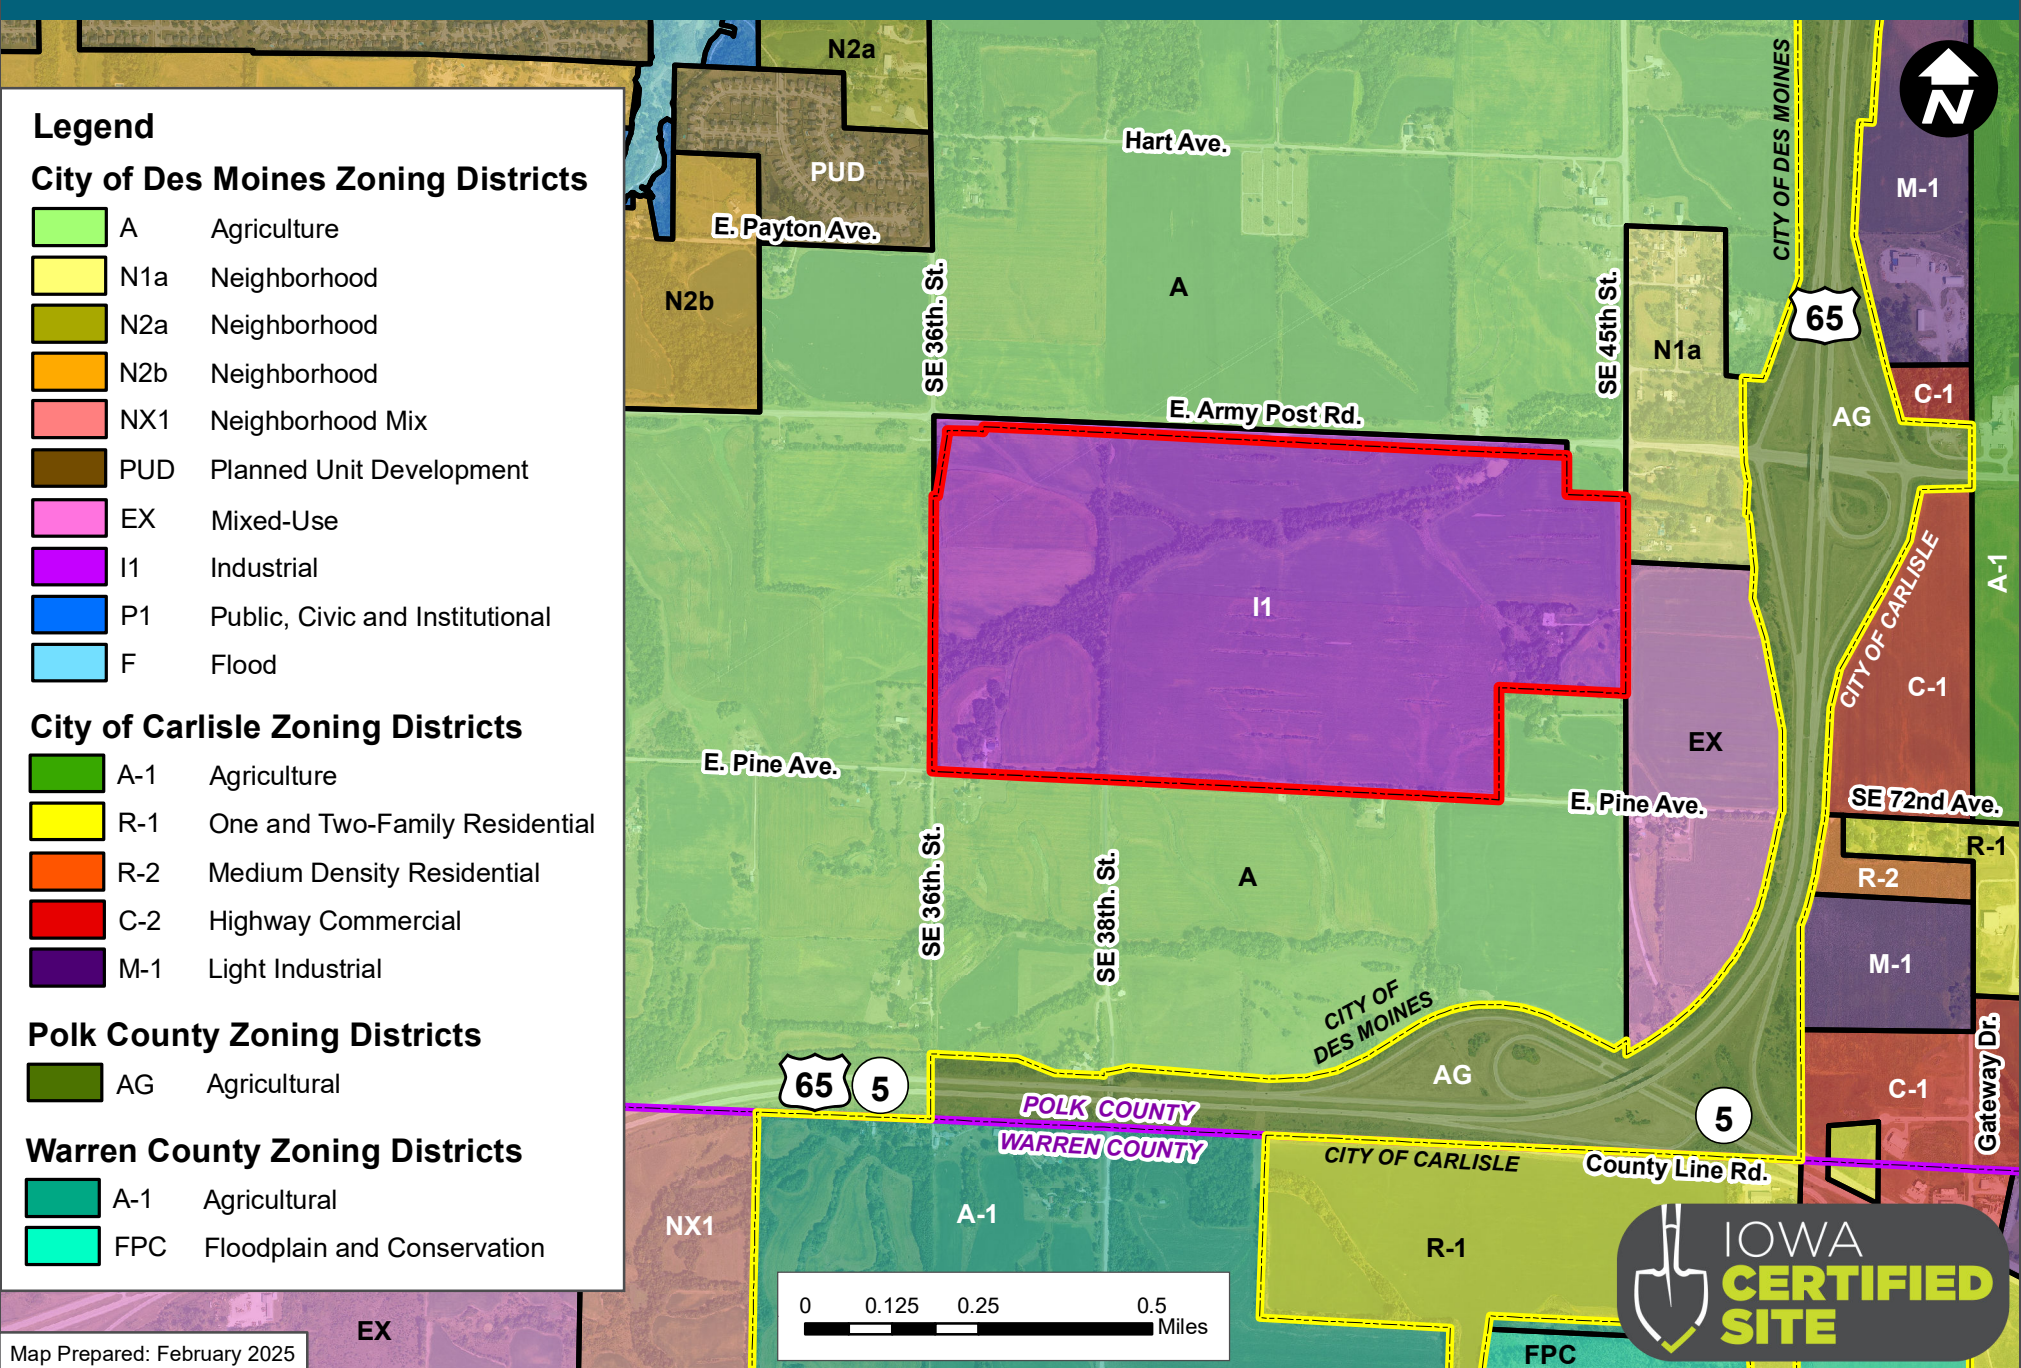 Legend
City of Des Moines Zoning Districts
A Agriculture
N1a Neighborhood
N2a Neighborhood
N2b Neighborhood
NX1 Neighborhood Mix
PUD Planned Unit Development
EX Mixed-Use
I1 Industrial
P1 Public, Civic and Institutional
F Flood
City of Carlisle Zoning Districts
A-1 Agriculture
R-1 One and Two-Family Residential
R-2 Medium Density Residential
C-2 Highway Commercial
M-1 Light Industrial
Polk County Zoning Districts
AG Agricultural
Warren County Zoning Districts
A-1 Agricultural
FPC Floodplain and Conservation
Map Prepared: February 2025
N2a
PUD
E. Payton Ave.
N2b
Hart Ave.
A
SE 36th. St.
SE 45th St.
N1a
CITY OF DES MOINES
N
M-1
65
C-1
AG
E. Army Post Rd.
I1
CITY OF CARLISLE
A-1
C-1
EX
E. Pine Ave.
E. Pine Ave.
SE 72nd Ave.
R-1
R-2
M-1
A
SE 36th. St.
SE 38th. St.
CITY OF
DES MOINES
AG
65
5
5
C-1
Gateway Dr.
POLK COUNTY
WARREN COUNTY
CITY OF CARLISLE
County Line Rd.
NX1
A-1
R-1
EX
FPC
0 0.125 0.25 0.5
Miles
IOWA
CERTIFIED
SITE